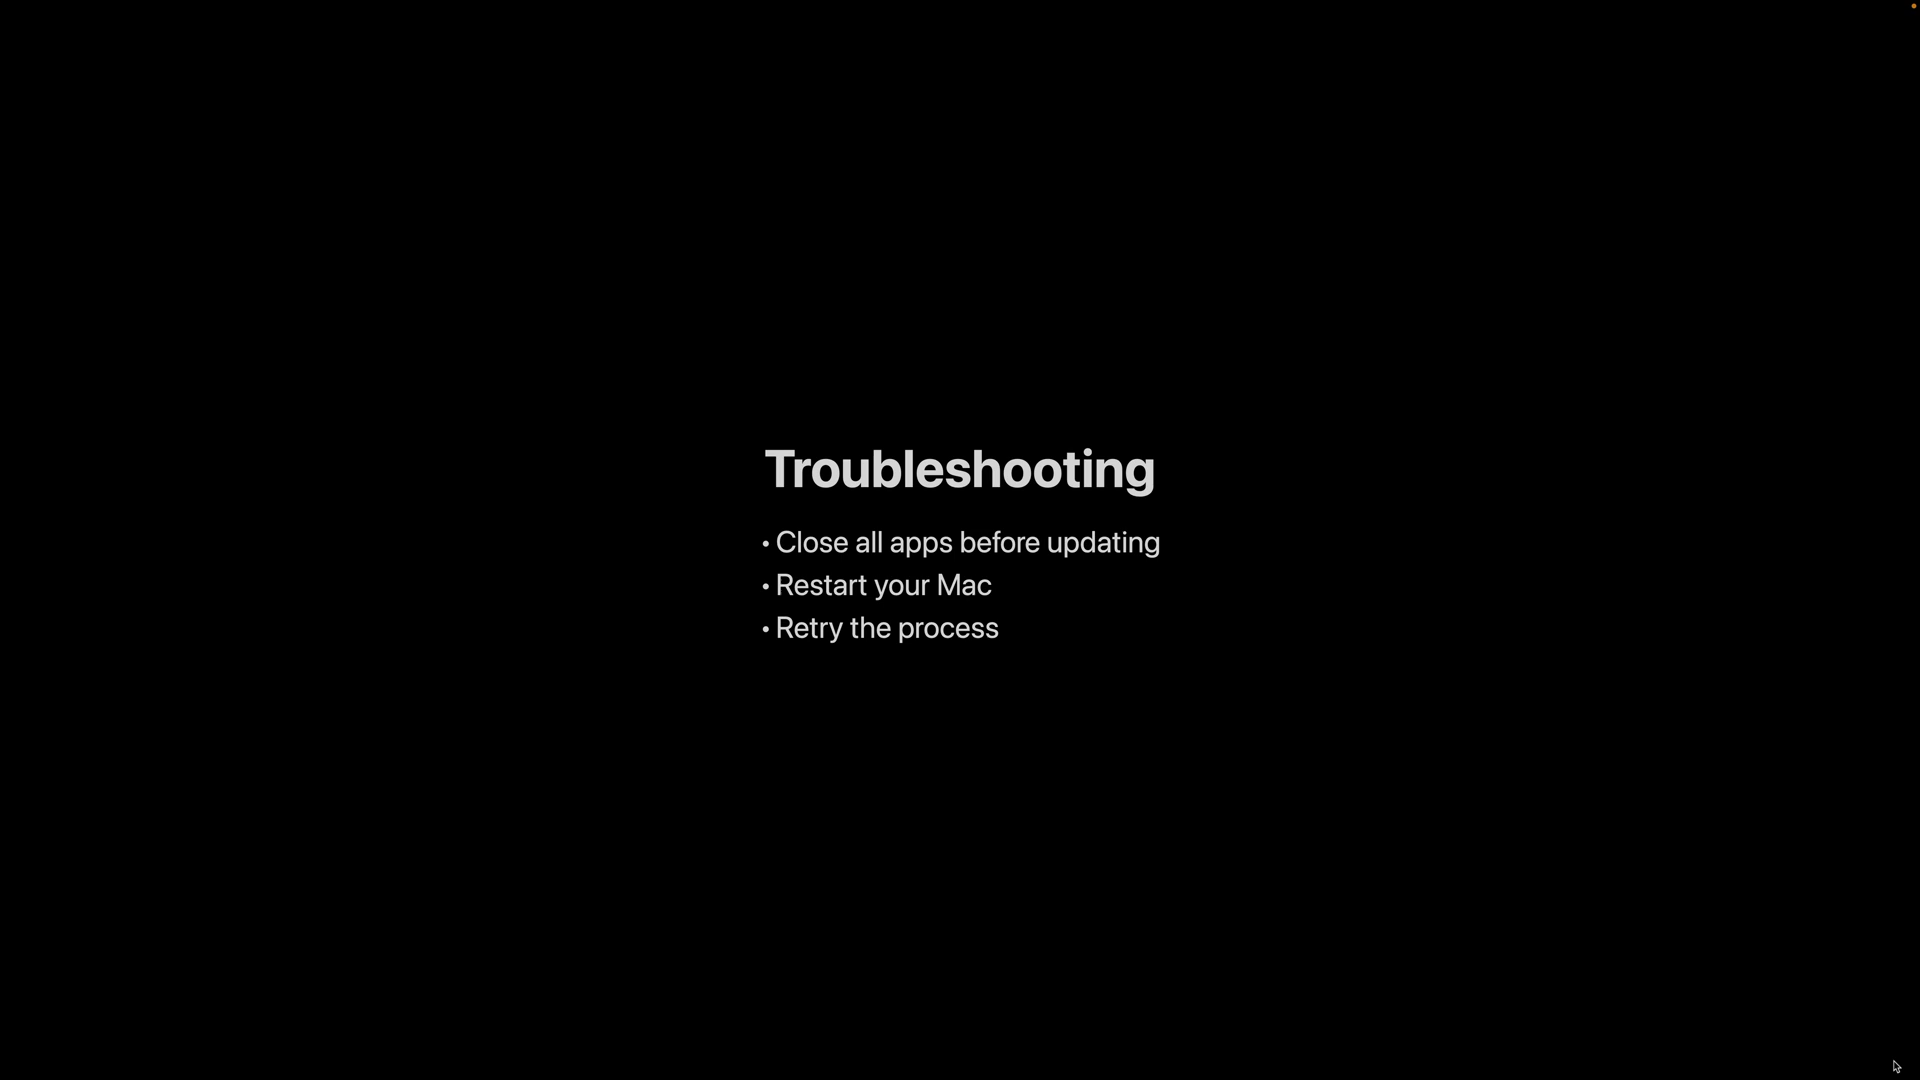 Troubleshooting
• Close all apps before updating
• Restart your Mac
• Retry the process